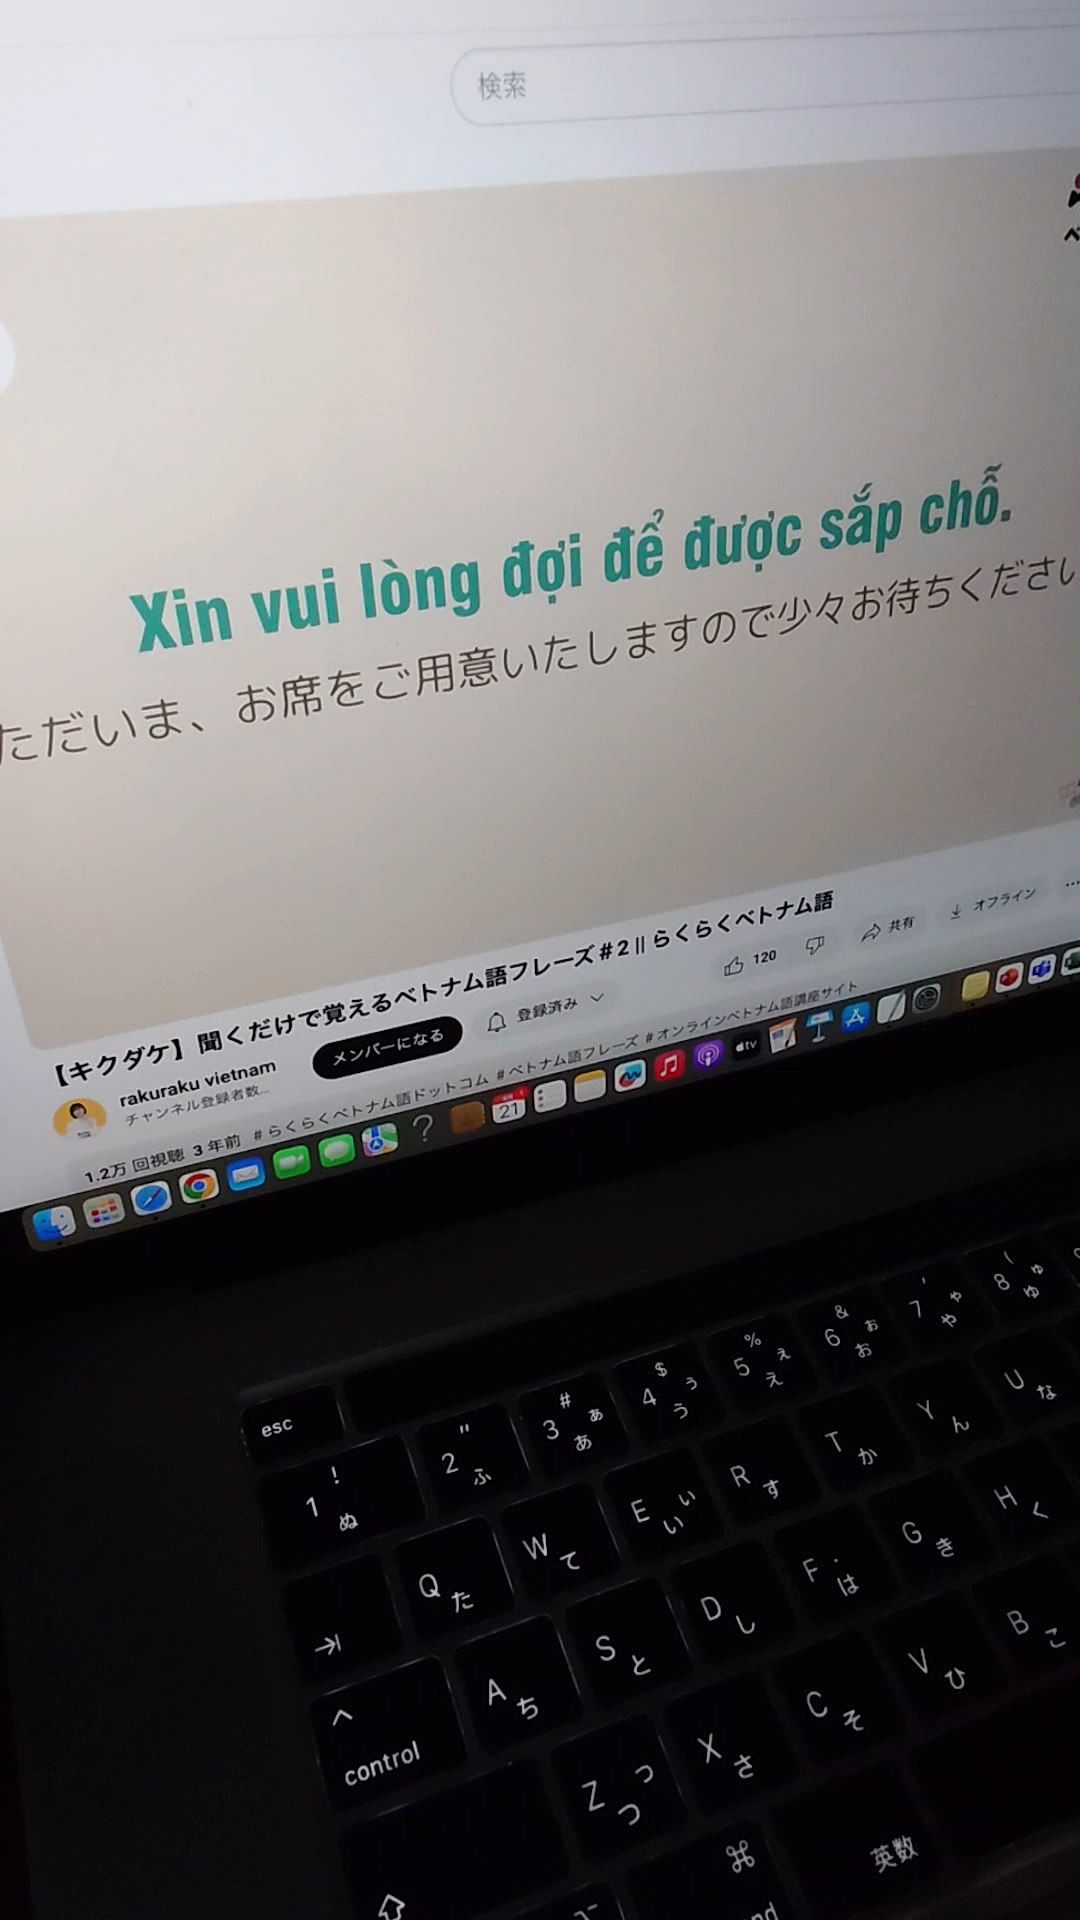 検索
Xin vui lòng đợi để được sắp chỗ.
ただいま、お席をご用意いたしますので少々お待ちください
【キクダケ】聞くだけで覚えるベトナム語フレーズ#2 || らくらくベトナム語
rakuraku vietnam
チャンネル登録者数...
メンバーになる
登録済み
120
共有
オフライン
1.2万 回視聴 3 年前 #らくらくベトナム語ドットコム #ベトナム語フレーズ #オンラインベトナム語講座サイト
21
tv
esc
! 1 ぬ
" 2 ふ
# 3 ぁ あ
$ 4 ぅ う
% 5 ぇ え
& 6 ぉ お
' 7 ゃ や
( 8 ゅ ゆ
Q た
W て
E ぃ い
R す
T か
Y ん
U な
control
A ち
S と
D し
F は
G き
H く
Z っ つ
X さ
C そ
V ひ
B こ
⌘
英数